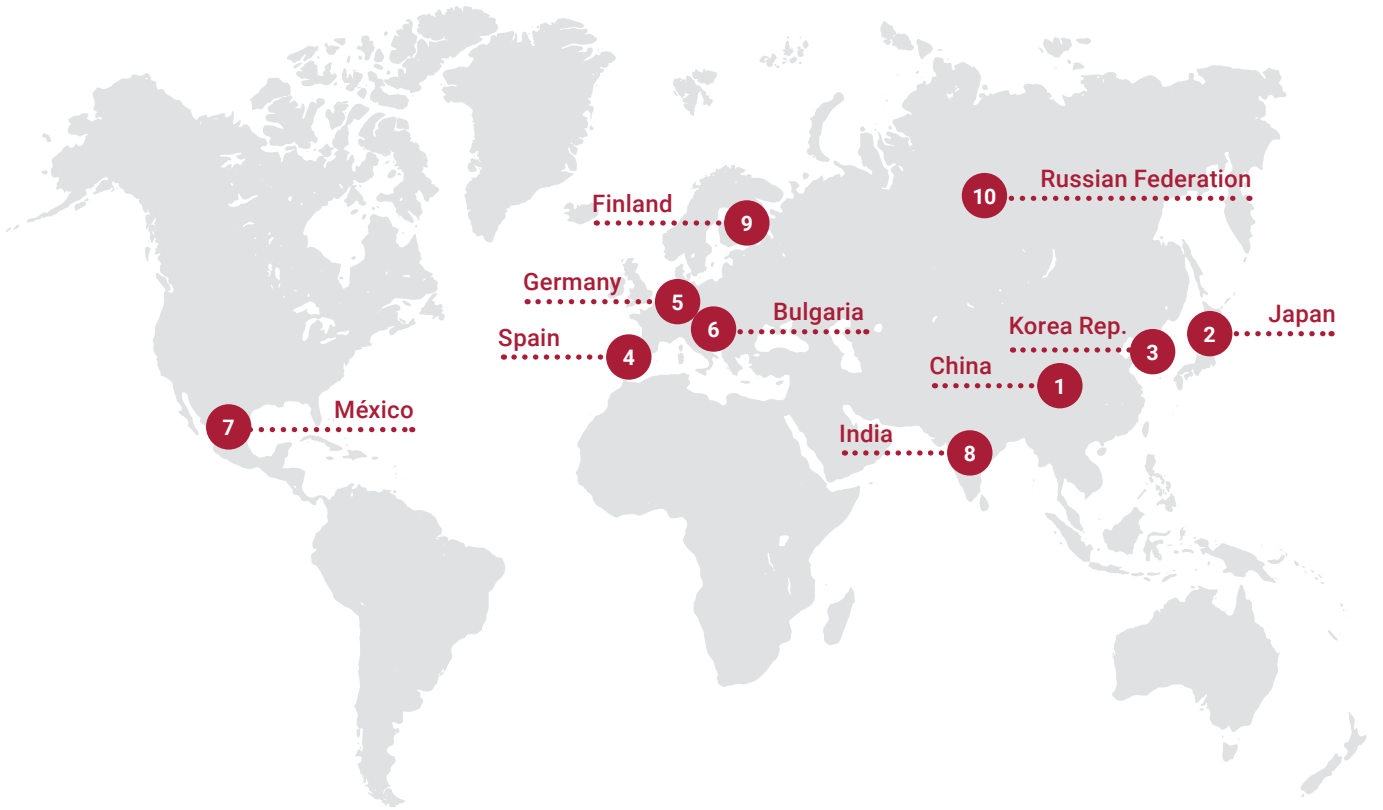 Russian Federation
10
Finland
9
Germany
5
Bulgaria
6
Japan
2
Korea Rep.
3
Spain
4
China
1
México
7
India
8